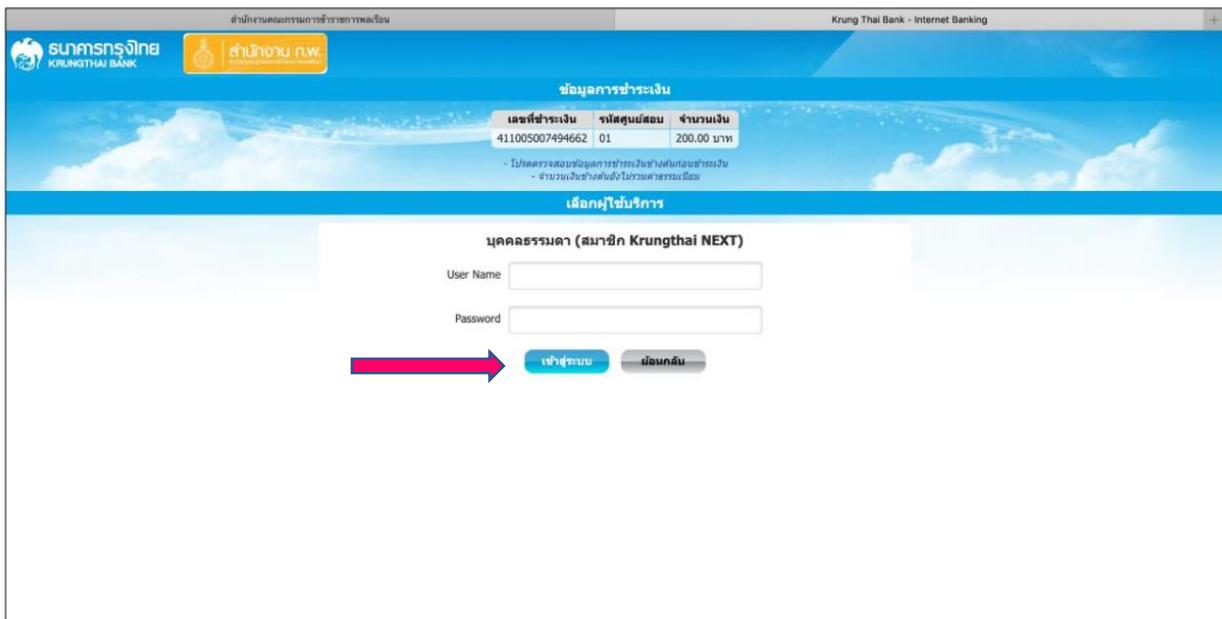 สำนักงานคณะกรรมการข้าราชการพลเรือน
Krung Thai Bank - Internet Banking
ธนาคารกรุงไทย
KRUNGTHAI BANK
สำนักงาน ก.พ.
ข้อมูลการชำระเงิน
เลขที่ชำระเงิน รหัสศูนย์สอบ จำนวนเงิน
411005007494662 01 200.00 บาท
- โปรดตรวจสอบข้อมูลการชำระเงินข้างต้นก่อนชำระเงิน
- จำนวนเงินข้างต้นยังไม่รวมค่าธรรมเนียม
เลือกผู้ใช้บริการ
บุคคลธรรมดา (สมาชิก Krungthai NEXT)
User Name
Password
เข้าสู่ระบบ ย้อนกลับ